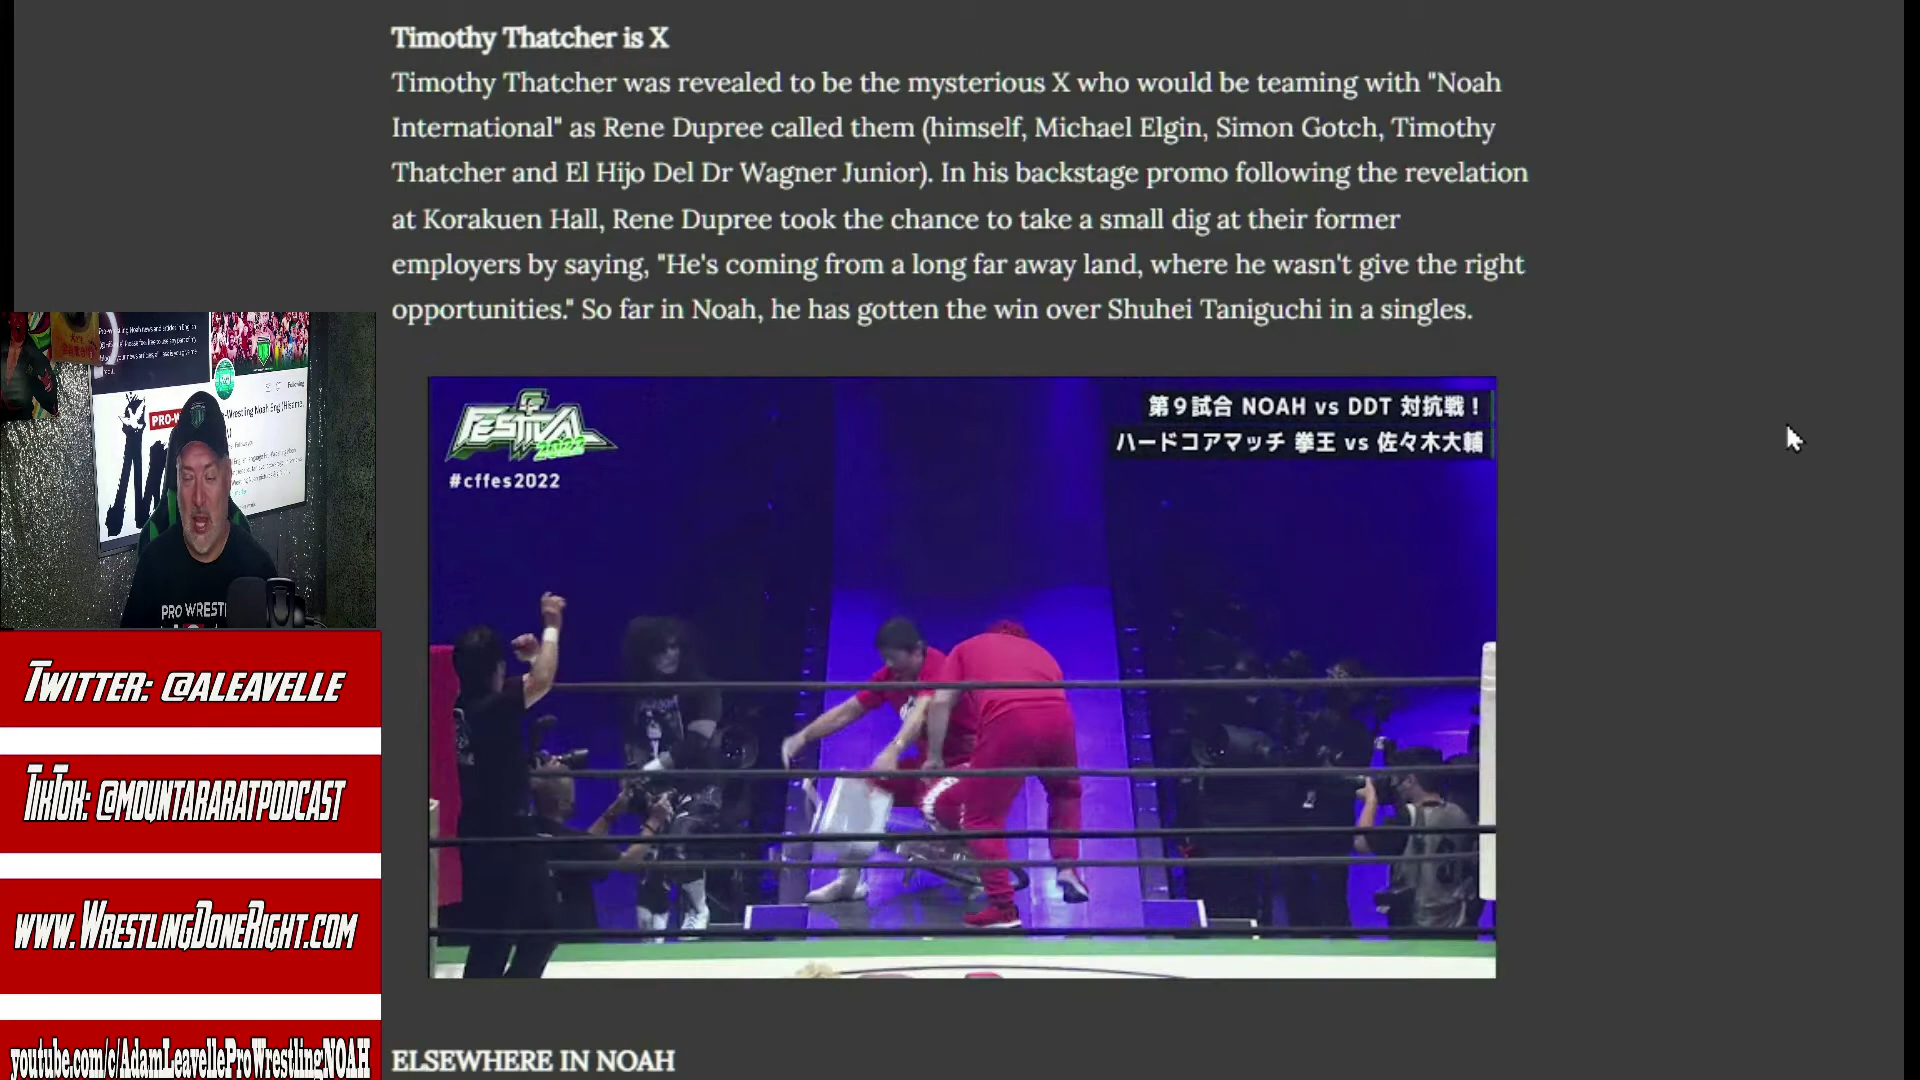 Timothy Thatcher is X
Timothy Thatcher was revealed to be the mysterious X who would be teaming with "Noah
International" as Rene Dupree called them (himself, Michael Elgin, Simon Gotch, Timothy
Thatcher and El Hijo Del Dr Wagner Junior). In his backstage promo following the revelation
at Korakuen Hall, Rene Dupree took the chance to take a small dig at their former
employers by saying, "He's coming from a long far away land, where he wasn't give the right
opportunities." So far in Noah, he has gotten the win over Shuhei Taniguchi in a singles.
CF
FESTIVAL
2022
#cffes2022
第9試合 NOAH vs DDT 対抗戦!
ハードコアマッチ 拳王 vs 佐々木大輔
Following
PRO WRESTL
TWITTER: @ALEAVELLE
TIKTOK: @MOUNTARARATPODCAST
WWW.WRESTLINGDONERIGHT.COM
youtube.com/c/AdamLeavelleProWrestlingNOAH
ELSEWHERE IN NOAH